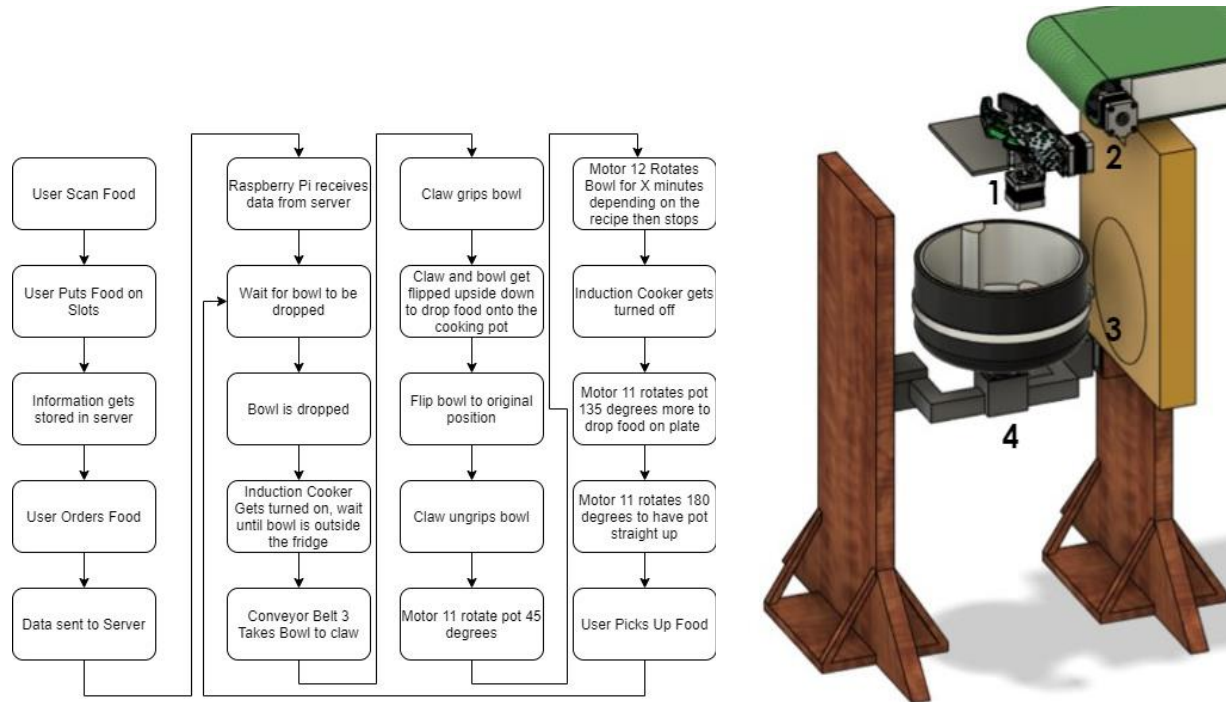 User Scan Food
User Puts Food on
Slots
Information gets
stored in server
User Orders Food
Data sent to Server
Raspberry Pi receives
data from server
Wait for bowl to be
dropped
Bowl is dropped
Induction Cooker
Gets turned on, wait
until bowl is outside
the fridge
Conveyor Belt 3
Takes Bowl to claw
Claw grips bowl
Claw and bowl get
flipped upside down
to drop food onto the
cooking pot
Flip bowl to original
position
Claw ungrips bowl
Motor 11 rotate pot 45
degrees
Motor 12 Rotates
Bowl for X minutes
depending on the
recipe then stops
Induction Cooker gets
turned off
Motor 11 rotates pot
135 degrees more to
drop food on plate
Motor 11 rotates 180
degrees to have pot
straight up
User Picks Up Food
1
2
3
4